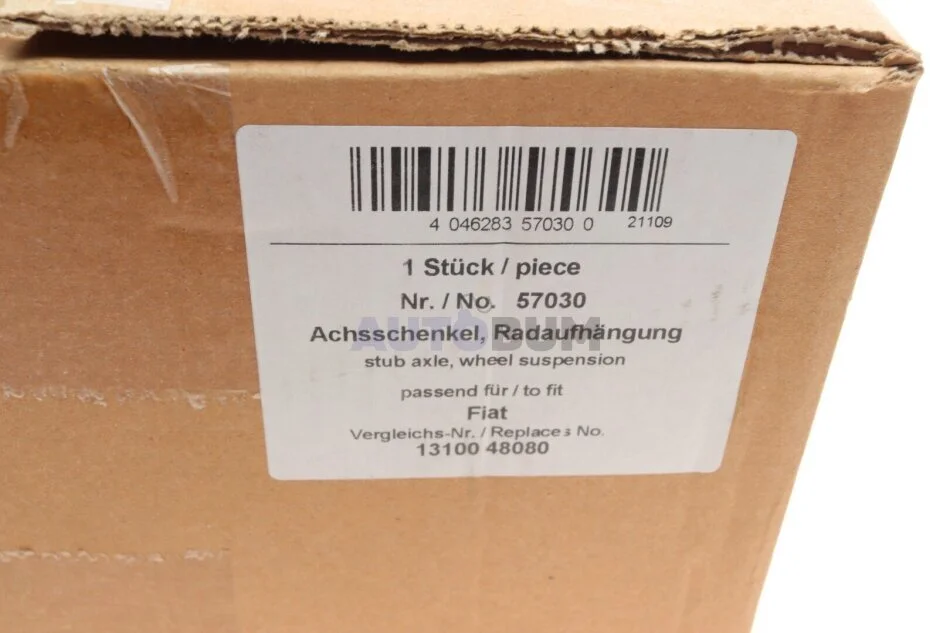 4 046283 57030 0 21109
1 Stück / piece
Nr. / No. 57030
AUTOBUM
Achsschenkel, Radaufhängung
stub axle, wheel suspension
passend für / to fit
Fiat
Vergleichs-Nr. / Replaces No.
13100 48080